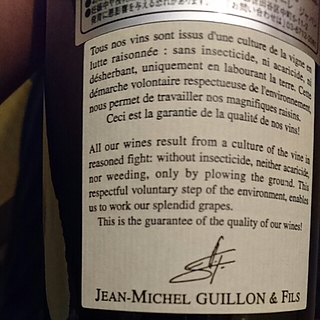 Tous nos vins sont issus d'une culture de la vigne en
lutte raisonnée : sans insecticide, ni acaricide, ni
désherbant, uniquement en labourant la terre. Cette
démarche volontaire respectueuse de l'environnement,
nous permet de travailler nos magnifiques raisins.
Ceci est la garantie de la qualité de nos vins!
All our wines result from a culture of the vine in
reasoned fight: without insecticide, neither acaricide,
nor weeding, only by plowing the ground. This
respectful voluntary step of the environment, enables
us to work our splendid grapes.
This is the guarantee of the quality of our wines!
JEAN-MICHEL GUILLON & FILS